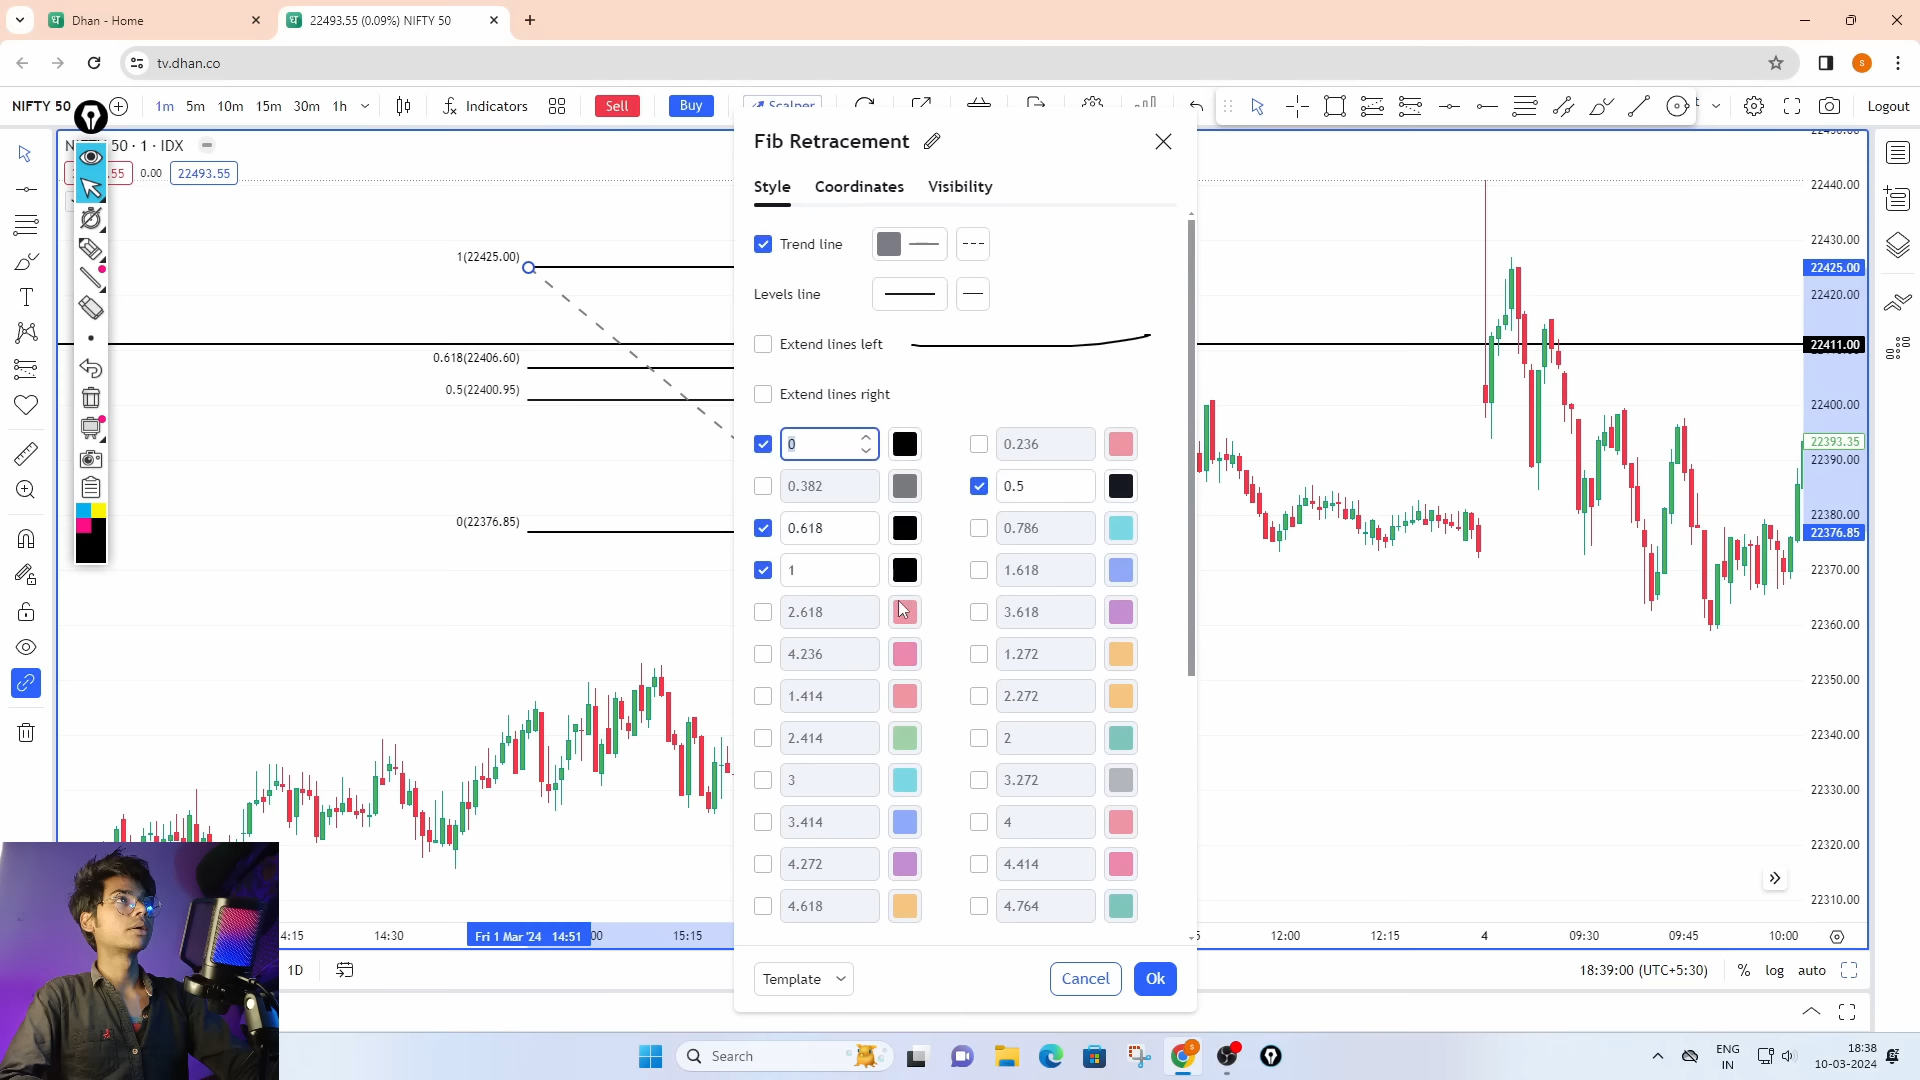 Dhan - Home
22493.55 (0.09%) NIFTY 50
tv.dhan.co
S
NIFTY 50
1m 5m 10m 15m 30m 1h
Indicators
Sell
Buy
Scalper
Logout
50 · 1 · IDX
.55 0.00 22493.55
1(22425.00)
0.618(22406.60)
0.5(22400.95)
0(22376.85)
Fib Retracement
Style Coordinates Visibility
Trend line
Levels line
Extend lines left
Extend lines right
0 0.236
0.382 0.5
0.618 0.786
1 1.618
2.618 3.618
4.236 1.272
1.414 2.272
2.414 2
3 3.272
3.414 4
4.272 4.414
4.618 4.764
Template
Cancel
Ok
22440.00
22430.00
22425.00
22420.00
22411.00
22400.00
22393.35
22390.00
22380.00
22376.85
22370.00
22360.00
22350.00
22340.00
22330.00
22320.00
22310.00
4:15 14:30 Fri 1 Mar '24 14:51 :00 15:15 12:00 12:15 4 09:30 09:45 10:00
1D
18:39:00 (UTC+5:30) % log auto
Search
ENG
IN
18:38
10-03-2024